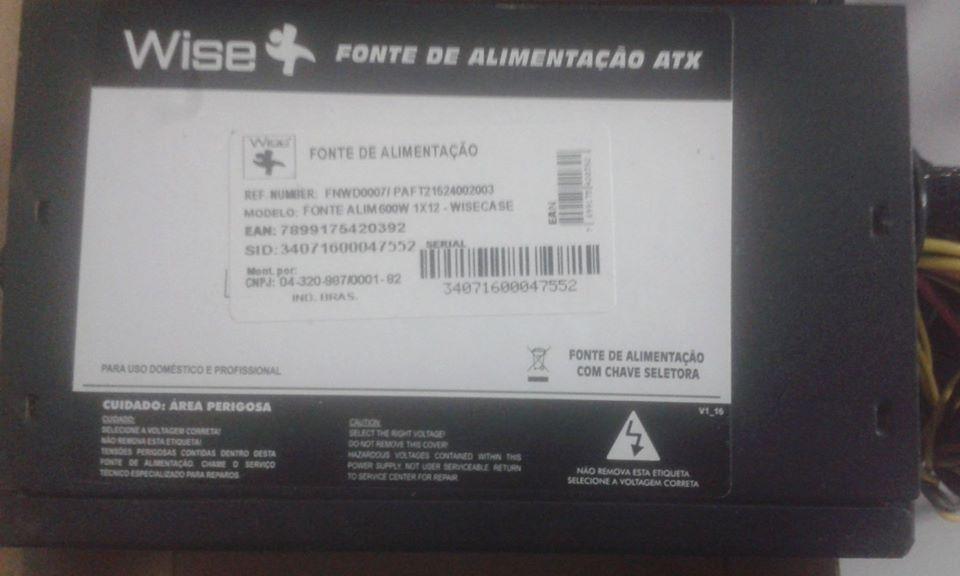 Wise FONTE DE ALIMENTAÇÃO ATX
Wise
FONTE DE ALIMENTAÇÃO
REF. NUMBER: FNWD0007/ PAFT21524002003
MODELO: FONTE ALIM 600W 1X12 - WISECASE
EAN: 7899175420392
SID: 34071600047552
SERIAL
34071600047552
Mont. por:
CNPJ: 04-320-987/0001-82
IND. BRAS.
EAN
7 899175 420392
PARA USO DOMÉSTICO E PROFISSIONAL
FONTE DE ALIMENTAÇÃO
COM CHAVE SELETORA
CUIDADO: ÁREA PERIGOSA
CUIDADO:
SELECIONE A VOLTAGEM CORRETA!
NÃO REMOVA ESTA ETIQUETA!
TENSÕES PERIGOSAS CONTIDAS DENTRO DESTA
FONTE DE ALIMENTAÇÃO. CHAME O SERVIÇO
TÉCNICO ESPECIALIZADO PARA REPAROS.
CAUTION:
SELECT THE RIGHT VOLTAGE!
DO NOT REMOVE THIS COVER!
HAZARDOUS VOLTAGES CONTAINED WITHIN THIS
POWER SUPPLY, NOT USER SERVICEABLE. RETURN
TO SERVICE CENTER FOR REPAIR.
V1_16
NÃO REMOVA ESTA ETIQUETA
SELECIONE A VOLTAGEM CORRETA